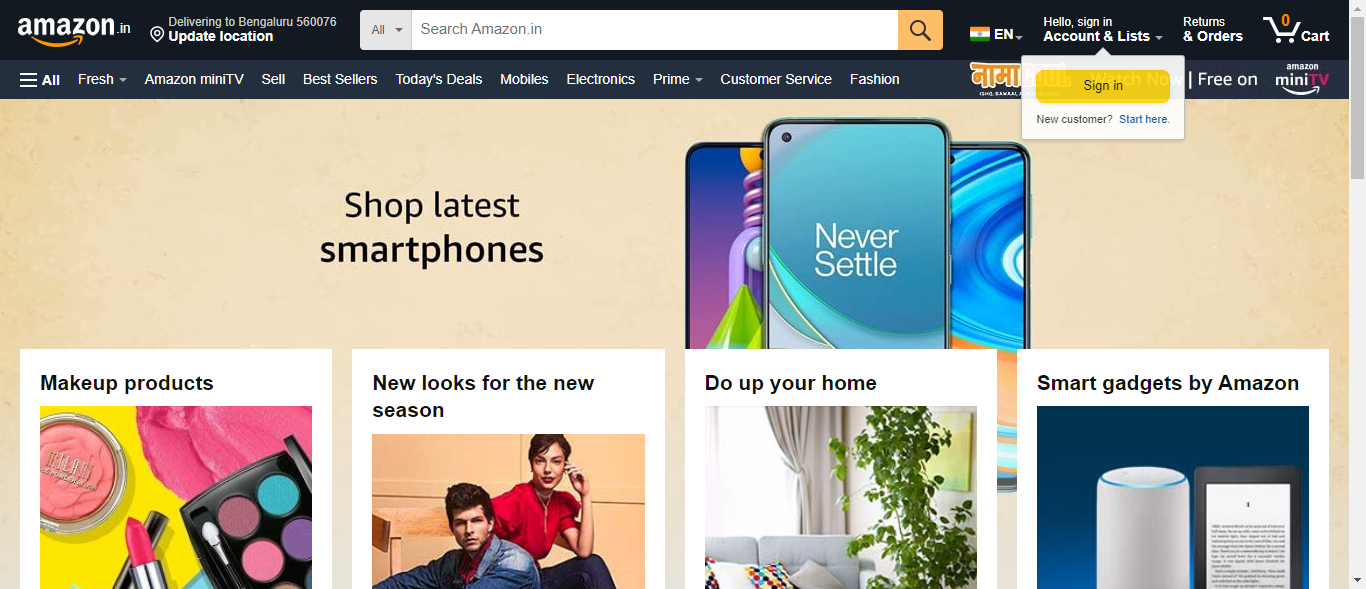 amazon.in
Delivering to Bengaluru 560076
Update location
All
Search Amazon.in
EN
Hello, sign in
Account & Lists
Returns
& Orders
0
Cart
All
Fresh
Amazon miniTV
Sell
Best Sellers
Today's Deals
Mobiles
Electronics
Prime
Customer Service
Fashion
Watch Now | Free on
amazon
miniTV
Sign in
New customer? Start here.
Shop latest
smartphones
Never
Settle
Makeup products
New looks for the new
season
Do up your home
Smart gadgets by Amazon
MILANI